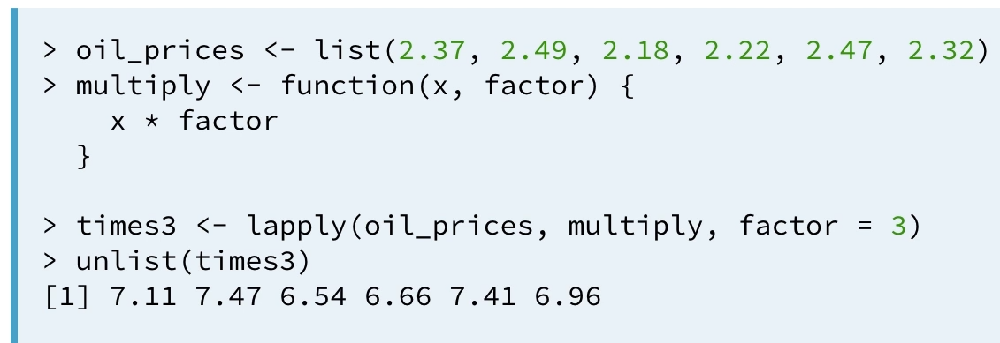 > oil_prices <- list(2.37, 2.49, 2.18, 2.22, 2.47, 2.32)
> multiply <- function(x, factor) {
    x * factor
  }
> times3 <- lapply(oil_prices, multiply, factor = 3)
> unlist(times3)
[1] 7.11 7.47 6.54 6.66 7.41 6.96